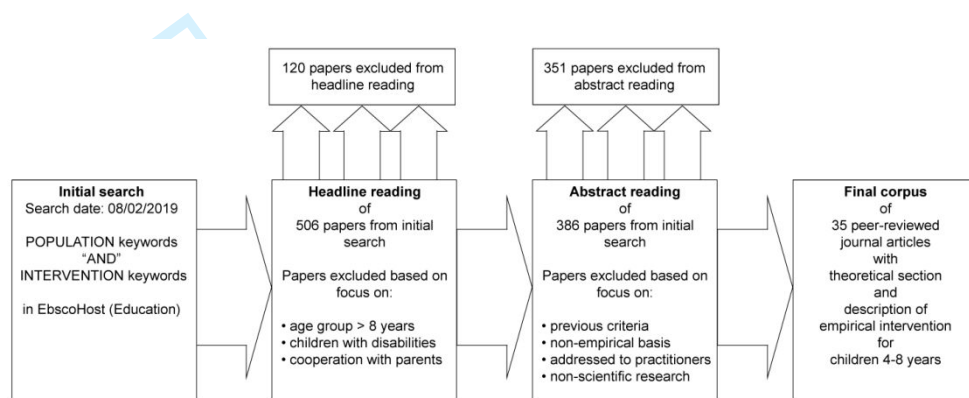 120 papers excluded from
headline reading
351 papers excluded from
abstract reading
Initial search
Search date: 08/02/2019
POPULATION keywords
“AND”
INTERVENTION keywords
in EbscoHost (Education)
Headline reading
of
506 papers from initial
search
Papers excluded based on
focus on:
• age group > 8 years
• children with disabilities
• cooperation with parents
Abstract reading
of
386 papers from initial
search
Papers excluded based on
focus on:
• previous criteria
• non-empirical basis
• addressed to practitioners
• non-scientific research
Final corpus
of
35 peer-reviewed
journal articles
with
theoretical section
and
description of
empirical intervention
for
children 4-8 years